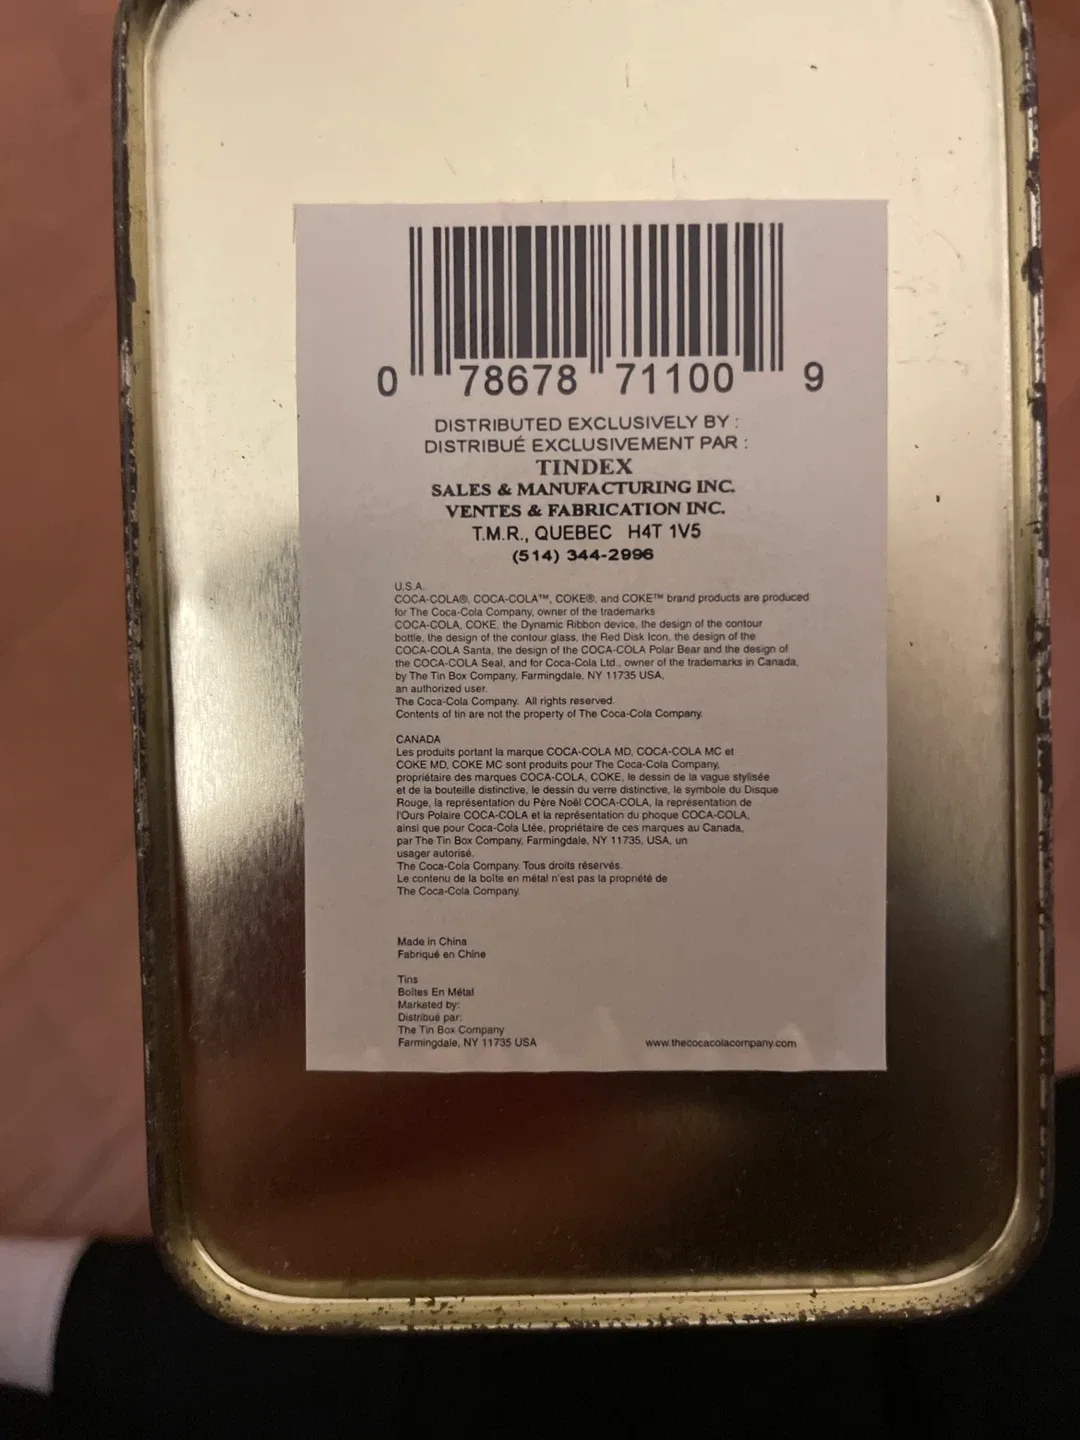 0 78678 71100 9
DISTRIBUTED EXCLUSIVELY BY :
DISTRIBUÉ EXCLUSIVEMENT PAR :
TINDEX
SALES & MANUFACTURING INC.
VENTES & FABRICATION INC.
T.M.R., QUEBEC H4T 1V5
(514) 344-2996
U.S.A.
COCA-COLA®, COCA-COLA™, COKE®, and COKE™ brand products are produced
for The Coca-Cola Company, owner of the trademarks
COCA-COLA, COKE, the Dynamic Ribbon device, the design of the contour
bottle, the design of the contour glass, the Red Disk Icon, the design of the
COCA-COLA Santa, the design of the COCA-COLA Polar Bear and the design of
the COCA-COLA Seal, and for Coca-Cola Ltd., owner of the trademarks in Canada,
by The Tin Box Company, Farmingdale, NY 11735 USA,
an authorized user.
The Coca-Cola Company. All rights reserved.
Contents of tin are not the property of The Coca-Cola Company.
CANADA
Les produits portant la marque COCA-COLA MD, COCA-COLA MC et
COKE MD, COKE MC sont produits pour The Coca-Cola Company,
propriétaire des marques COCA-COLA, COKE, le dessin de la vague stylisée
et de la bouteille distinctive, le dessin du verre distinctive, le symbole du Disque
Rouge, la représentation du Père Noël COCA-COLA, la représentation de
l'Ours Polaire COCA-COLA et la représentation du phoque COCA-COLA,
ainsi que pour Coca-Cola Ltée, propriétaire de ces marques au Canada,
par The Tin Box Company, Farmingdale, NY 11735, USA, un
usager autorisé.
The Coca-Cola Company. Tous droits réservés.
Le contenu de la boîte en métal n'est pas la propriété de
The Coca-Cola Company.
Made in China
Fabriqué en Chine
Tins
Boîtes En Métal
Marketed by:
Distribué par:
The Tin Box Company
Farmingdale, NY 11735 USA
www.thecocacolacompany.com